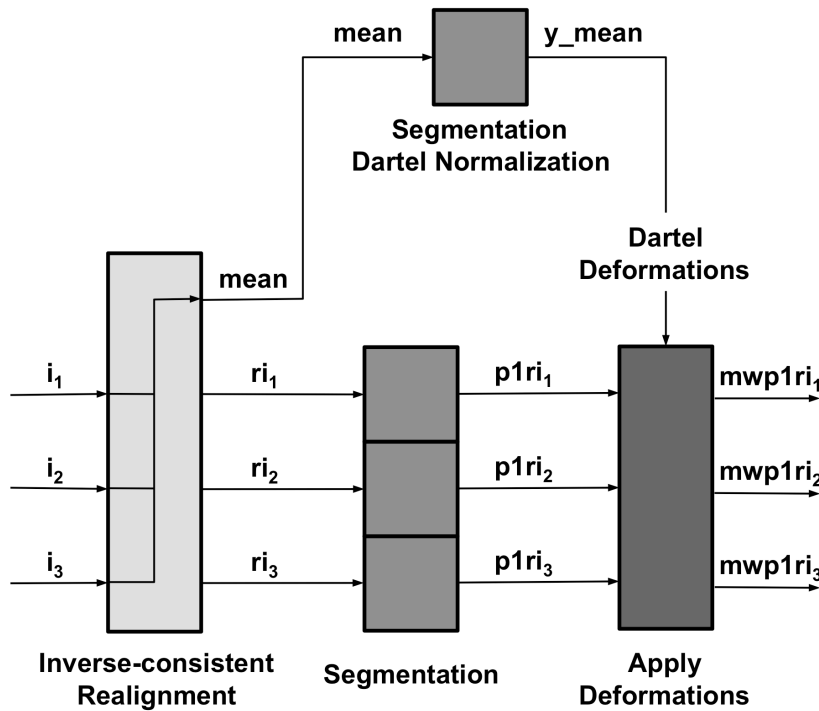 mean
y_mean
Segmentation
Dartel Normalization
Dartel
Deformations
mean
i₁
ri₁
p1ri₁
mwp1ri₁
i₂
ri₂
p1ri₂
mwp1ri₂
i₃
ri₃
p1ri₃
mwp1ri₃
Inverse-consistent
Realignment
Segmentation
Apply
Deformations